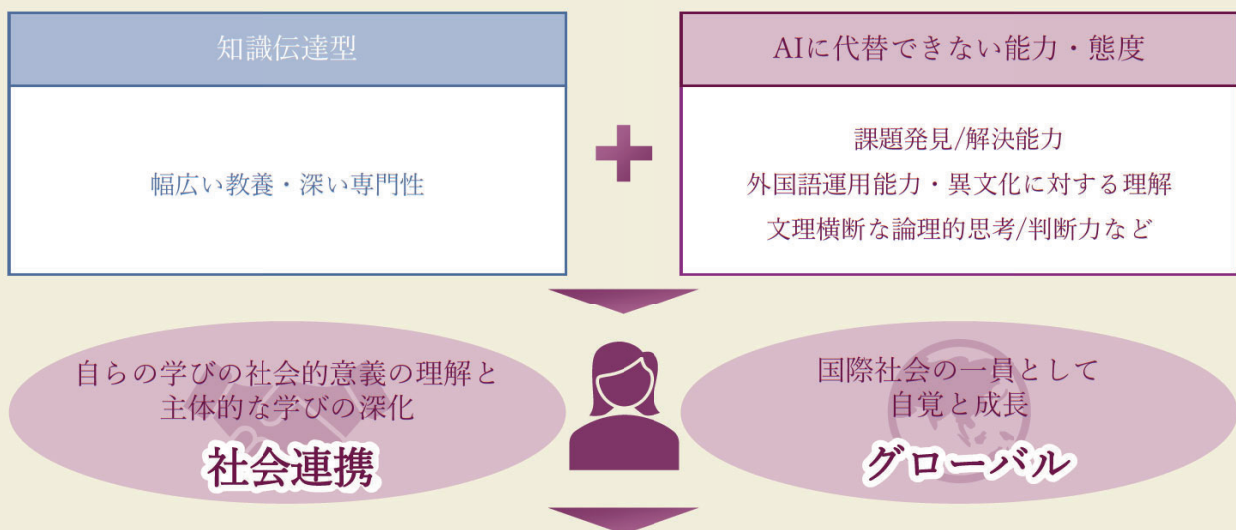 知識伝達型
幅広い教養・深い専門性
AIに代替できない能力・態度
課題発見/解決能力
外国語運用能力・異文化に対する理解
文理横断な論理的思考/判断力など
自らの学びの社会的意義の理解と
主体的な学びの深化
社会連携
国際社会の一員として
自覚と成長
グローバル